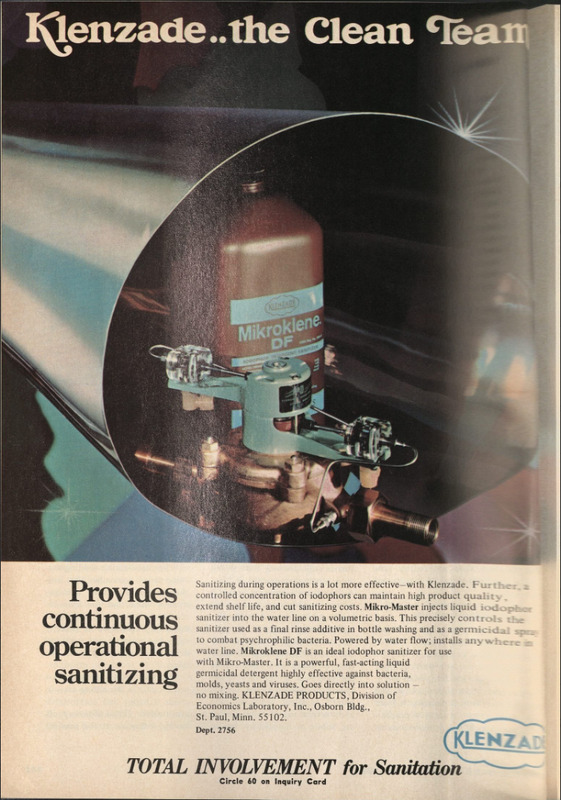 Klenzade..the Clean Team
KLENZADE
Mikroklene
DF
Provides
continuous
operational
sanitizing
Sanitizing during operations is a lot more effective—with Klenzade. Further, a
controlled concentration of iodophors can maintain high product quality,
extend shelf life, and cut sanitizing costs. Mikro-Master injects liquid iodophor
sanitizer into the water line on a volumetric basis. This precisely controls the
sanitizer used as a final rinse additive in bottle washing and as a germicidal spray
to combat psychrophilic bacteria. Powered by water flow; installs anywhere in
water line. Mikroklene DF is an ideal iodophor sanitizer for use
with Mikro-Master. It is a powerful, fast-acting liquid
germicidal detergent highly effective against bacteria,
molds, yeasts and viruses. Goes directly into solution —
no mixing. KLENZADE PRODUCTS, Division of
Economics Laboratory, Inc., Osborn Bldg.,
St. Paul, Minn. 55102.
Dept. 2756
KLENZADE
TOTAL INVOLVEMENT for Sanitation
Circle 60 on Inquiry Card